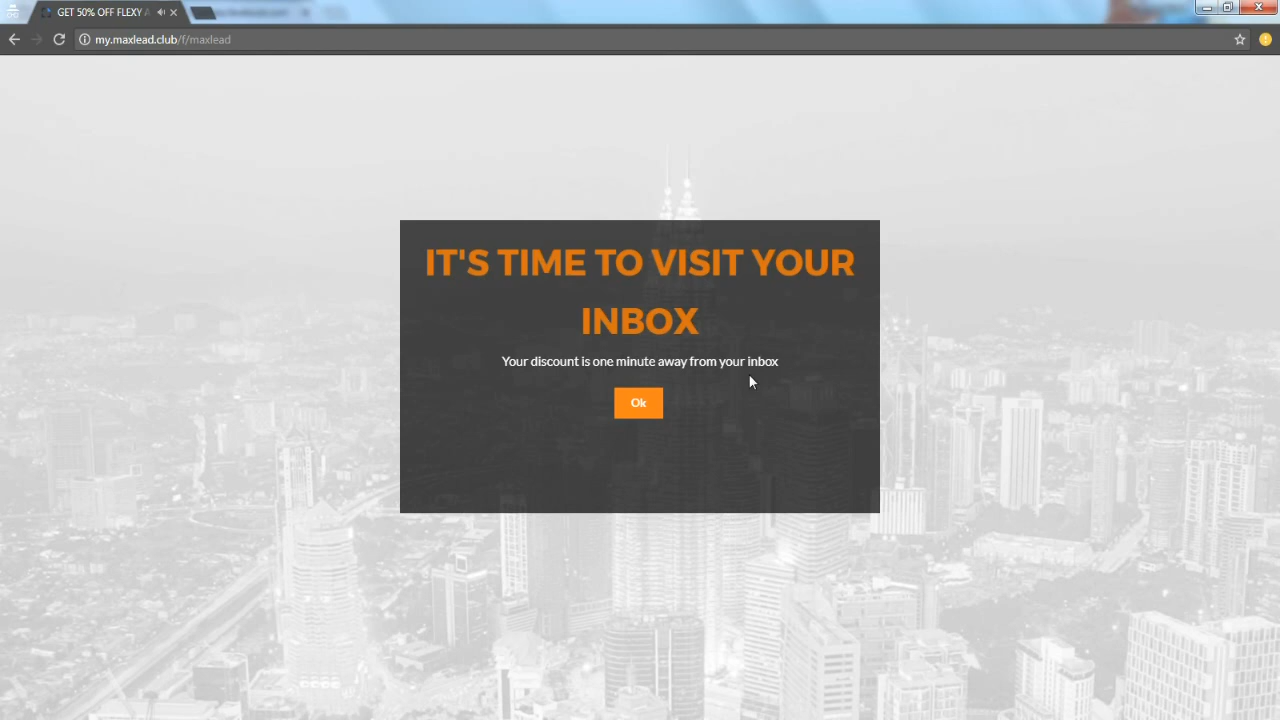 GET 50% OFF FLEXY A
my.maxlead.club/f/maxlead
IT'S TIME TO VISIT YOUR
INBOX
Your discount is one minute away from your inbox
Ok